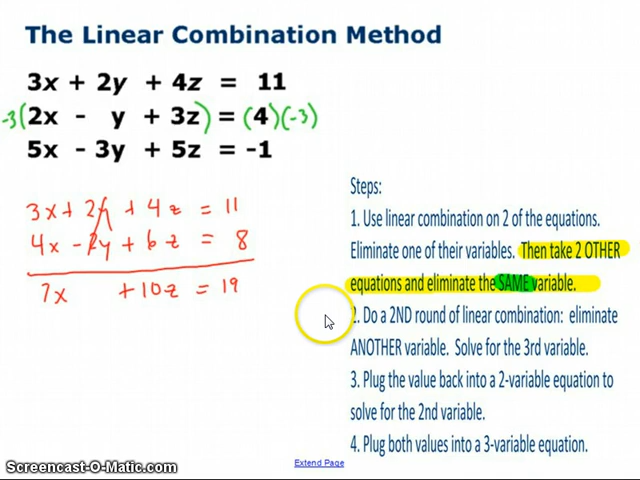 The Linear Combination Method
3x + 2y + 4z = 11
-3(2x - y + 3z) = (4)(-3)
5x - 3y + 5z = -1
3x + 2y + 4z = 11
4x - 2y + 6z = 8
7x + 10z = 19
Steps:
1. Use linear combination on 2 of the equations.
Eliminate one of their variables. Then take 2 OTHER
equations and eliminate the SAME variable.
2. Do a 2ND round of linear combination: eliminate
ANOTHER variable. Solve for the 3rd variable.
3. Plug the value back into a 2-variable equation to
solve for the 2nd variable.
4. Plug both values into a 3-variable equation.
Extend Page
Screencast-O-Matic.com